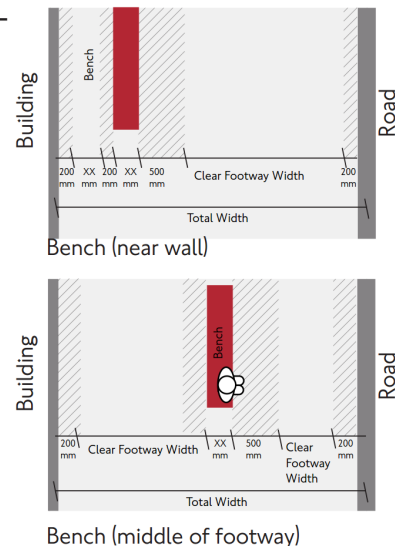 Building
Bench
Road
200 mm
XX mm
200 mm
XX mm
500 mm
Clear Footway Width
200 mm
Total Width
Bench (near wall)
Building
Bench
Road
200 mm
Clear Footway Width
XX mm
500 mm
Clear
Footway
Width
200 mm
Total Width
Bench (middle of footway)